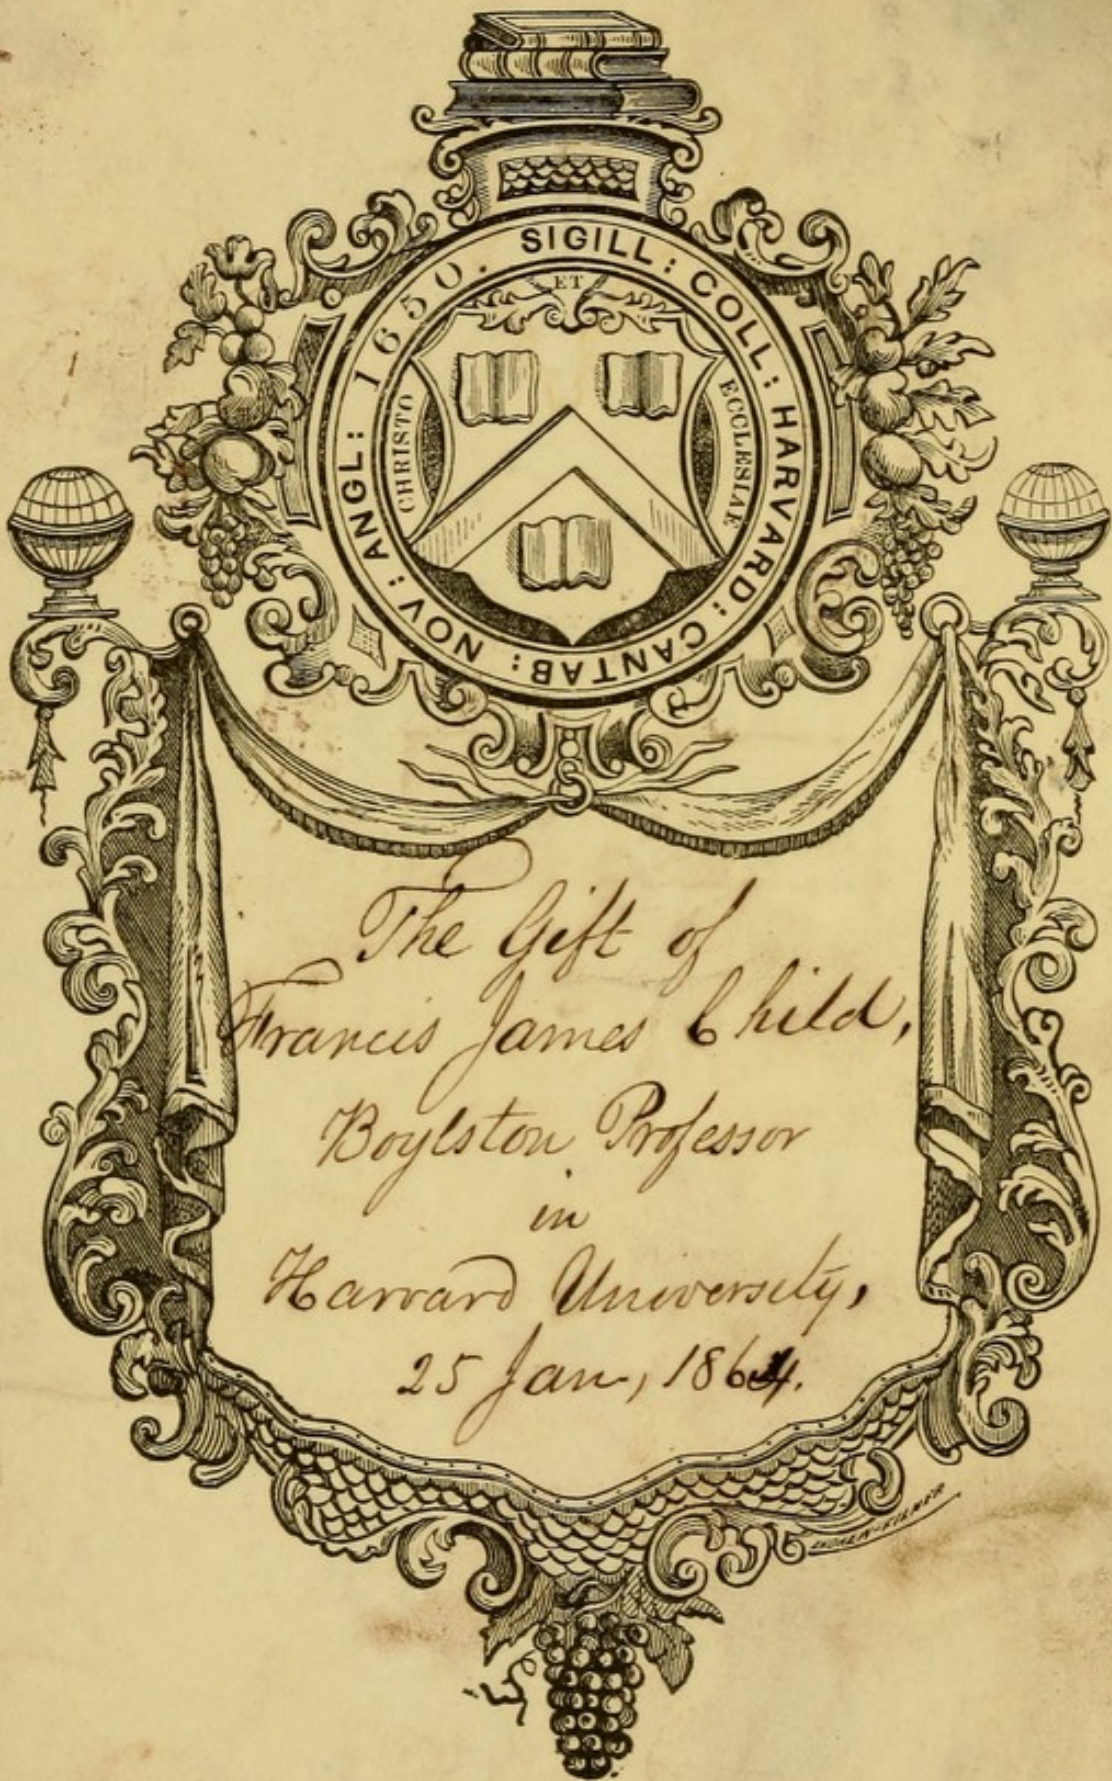 SIGILL: COLL: HARVARD: CANTAB: NOV: ANGL: 1650.
CHRISTO
ET
ECCLESIAE
The Gift of
Francis James Child,
Boylston Professor
in
Harvard University,
25 Jan, 1864.